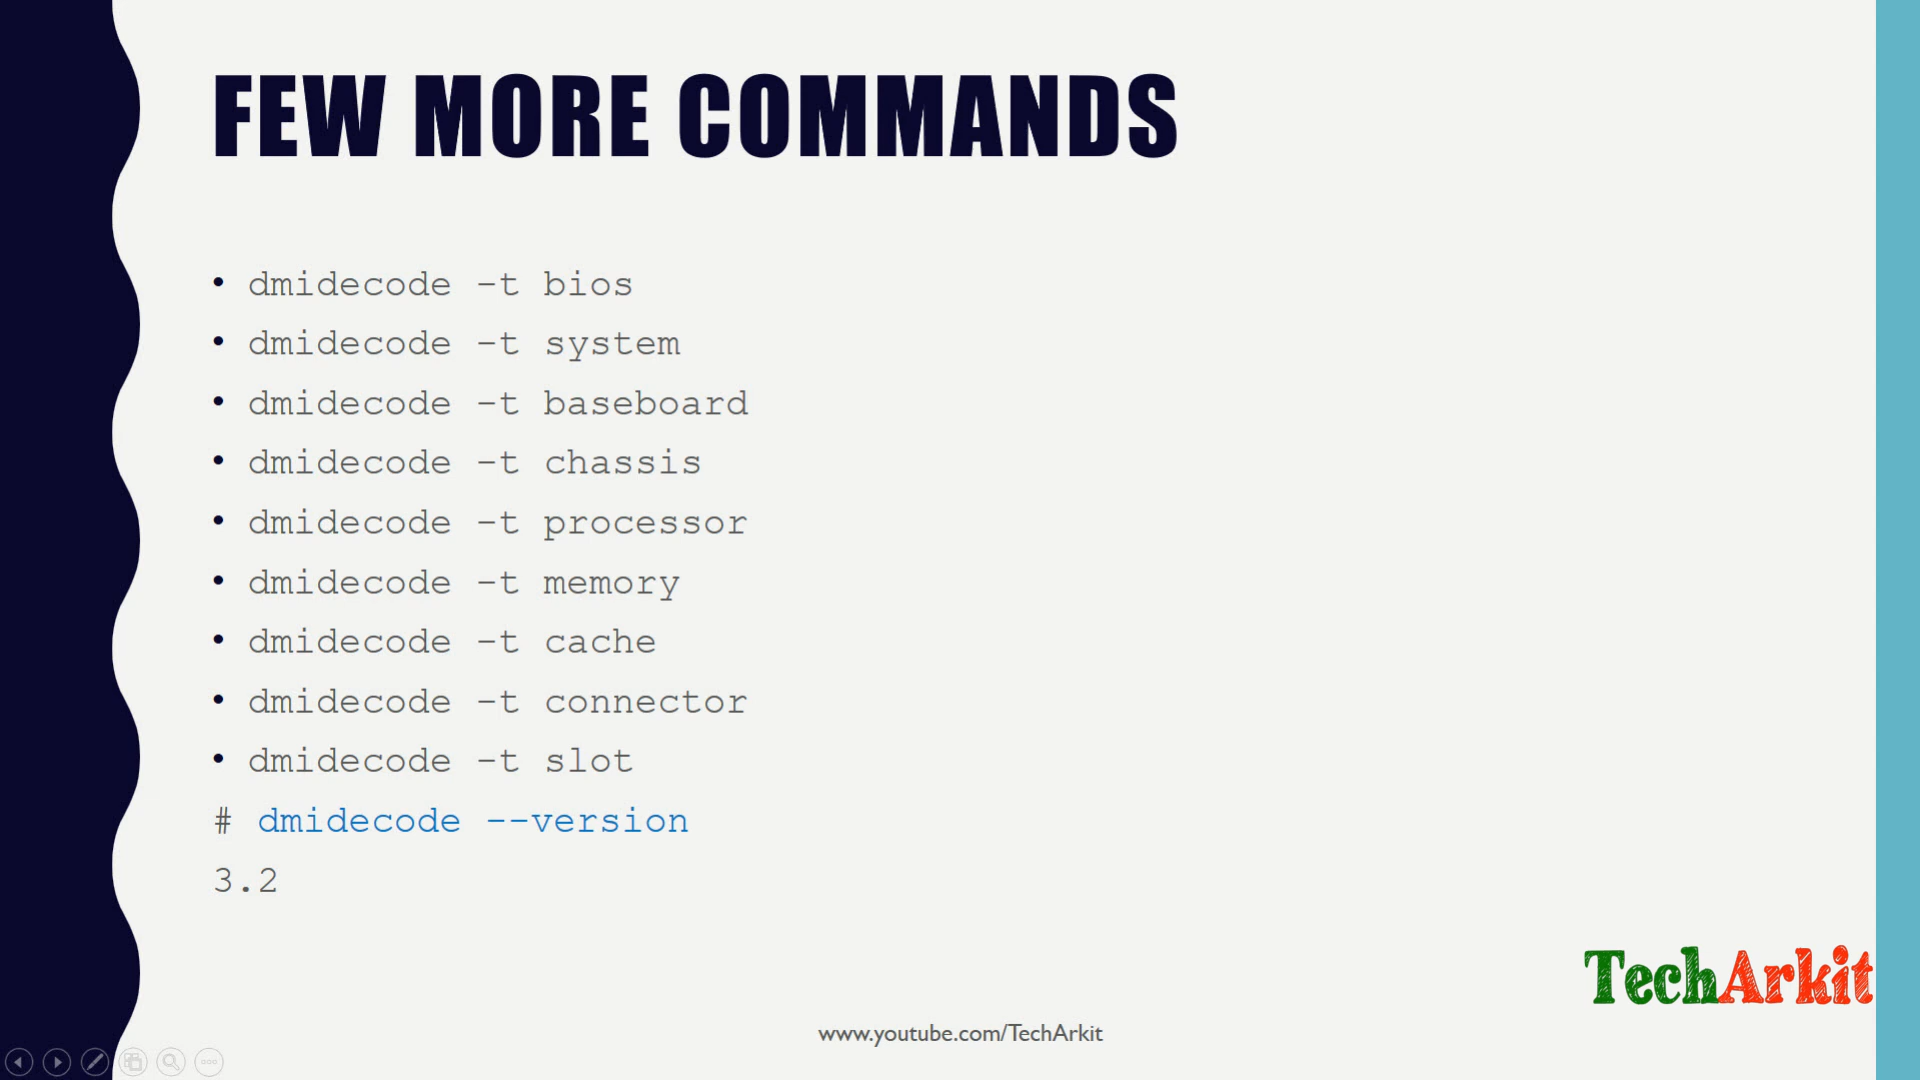 FEW MORE COMMANDS
• dmidecode -t bios
• dmidecode -t system
• dmidecode -t baseboard
• dmidecode -t chassis
• dmidecode -t processor
• dmidecode -t memory
• dmidecode -t cache
• dmidecode -t connector
• dmidecode -t slot
# dmidecode --version
3.2
TechArkit
www.youtube.com/TechArkit